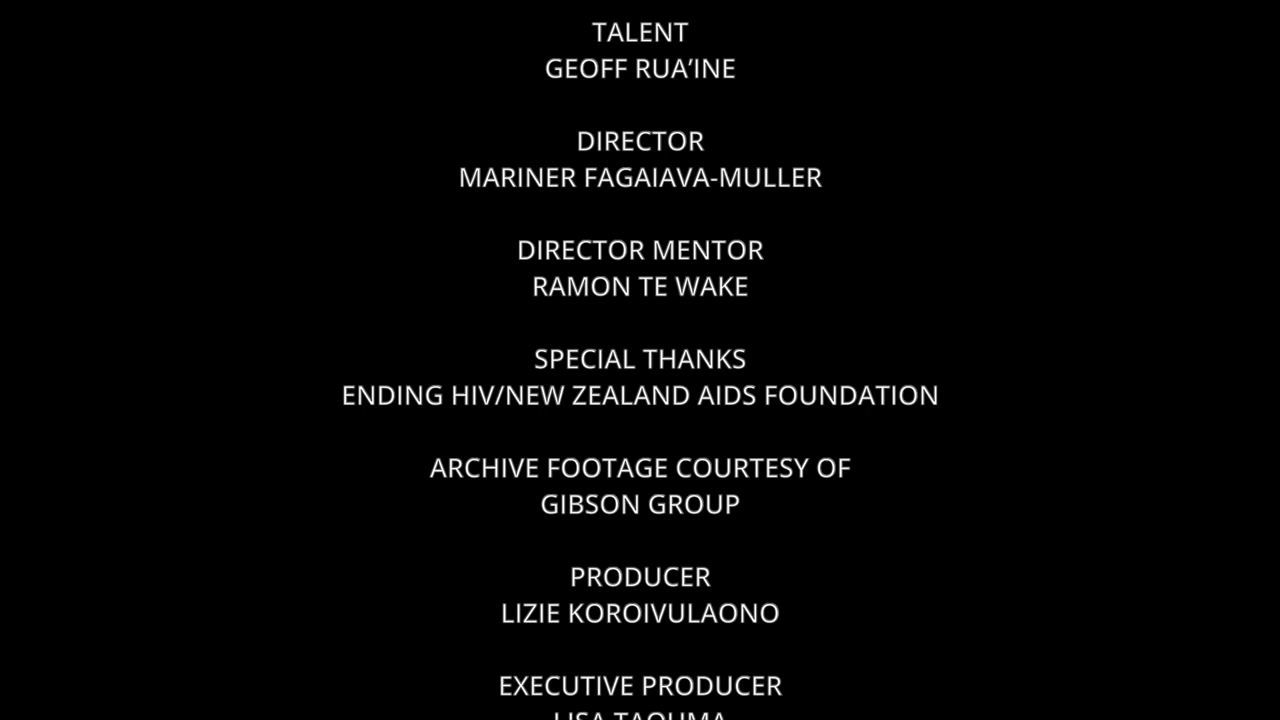 TALENT
GEOFF RUA’INE
DIRECTOR
MARINER FAGAIAVA-MULLER
DIRECTOR MENTOR
RAMON TE WAKE
SPECIAL THANKS
ENDING HIV/NEW ZEALAND AIDS FOUNDATION
ARCHIVE FOOTAGE COURTESY OF
GIBSON GROUP
PRODUCER
LIZIE KOROIVULAONO
EXECUTIVE PRODUCER